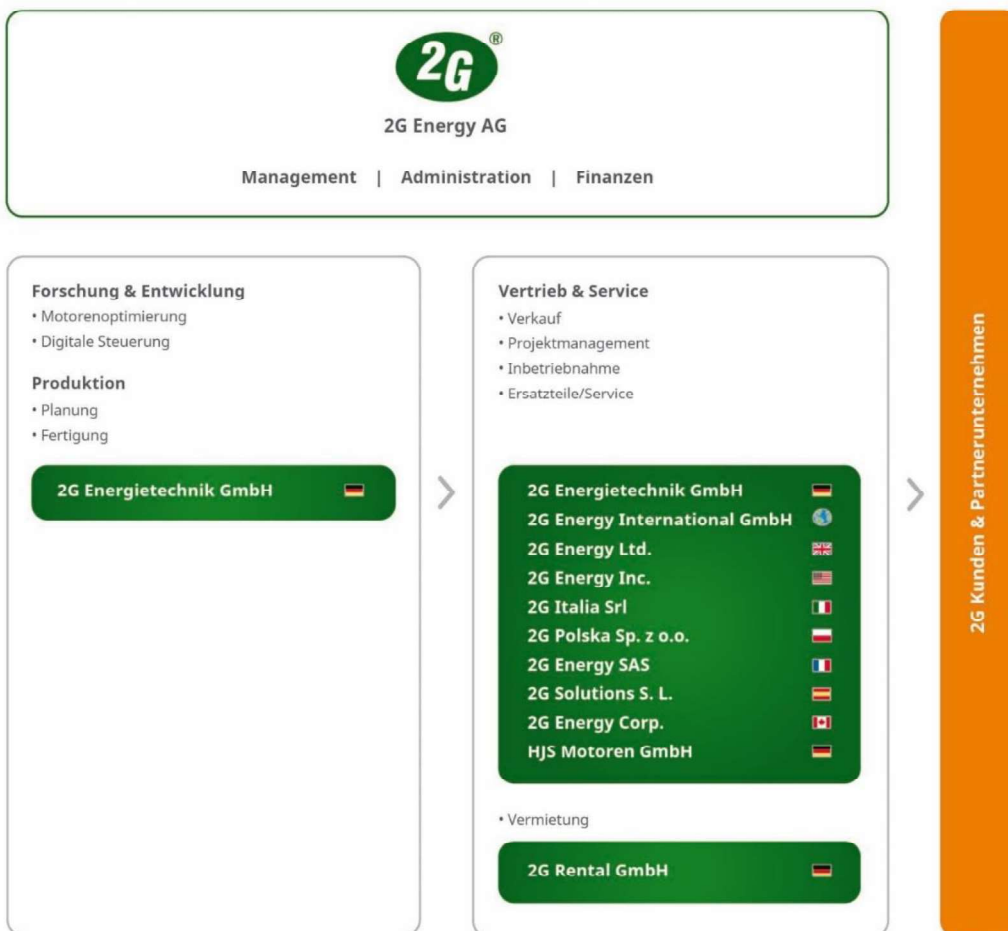 2G®
2G Energy AG
Management | Administration | Finanzen
Forschung & Entwicklung
• Motorenoptimierung
• Digitale Steuerung
Produktion
• Planung
• Fertigung
2G Energietechnik GmbH
Vertrieb & Service
• Verkauf
• Projektmanagement
• Inbetriebnahme
• Ersatzteile/Service
2G Energietechnik GmbH
2G Energy International GmbH
2G Energy Ltd.
2G Energy Inc.
2G Italia Srl
2G Polska Sp. z o.o.
2G Energy SAS
2G Solutions S. L.
2G Energy Corp.
HJS Motoren GmbH
• Vermietung
2G Rental GmbH
2G Kunden & Partnerunternehmen